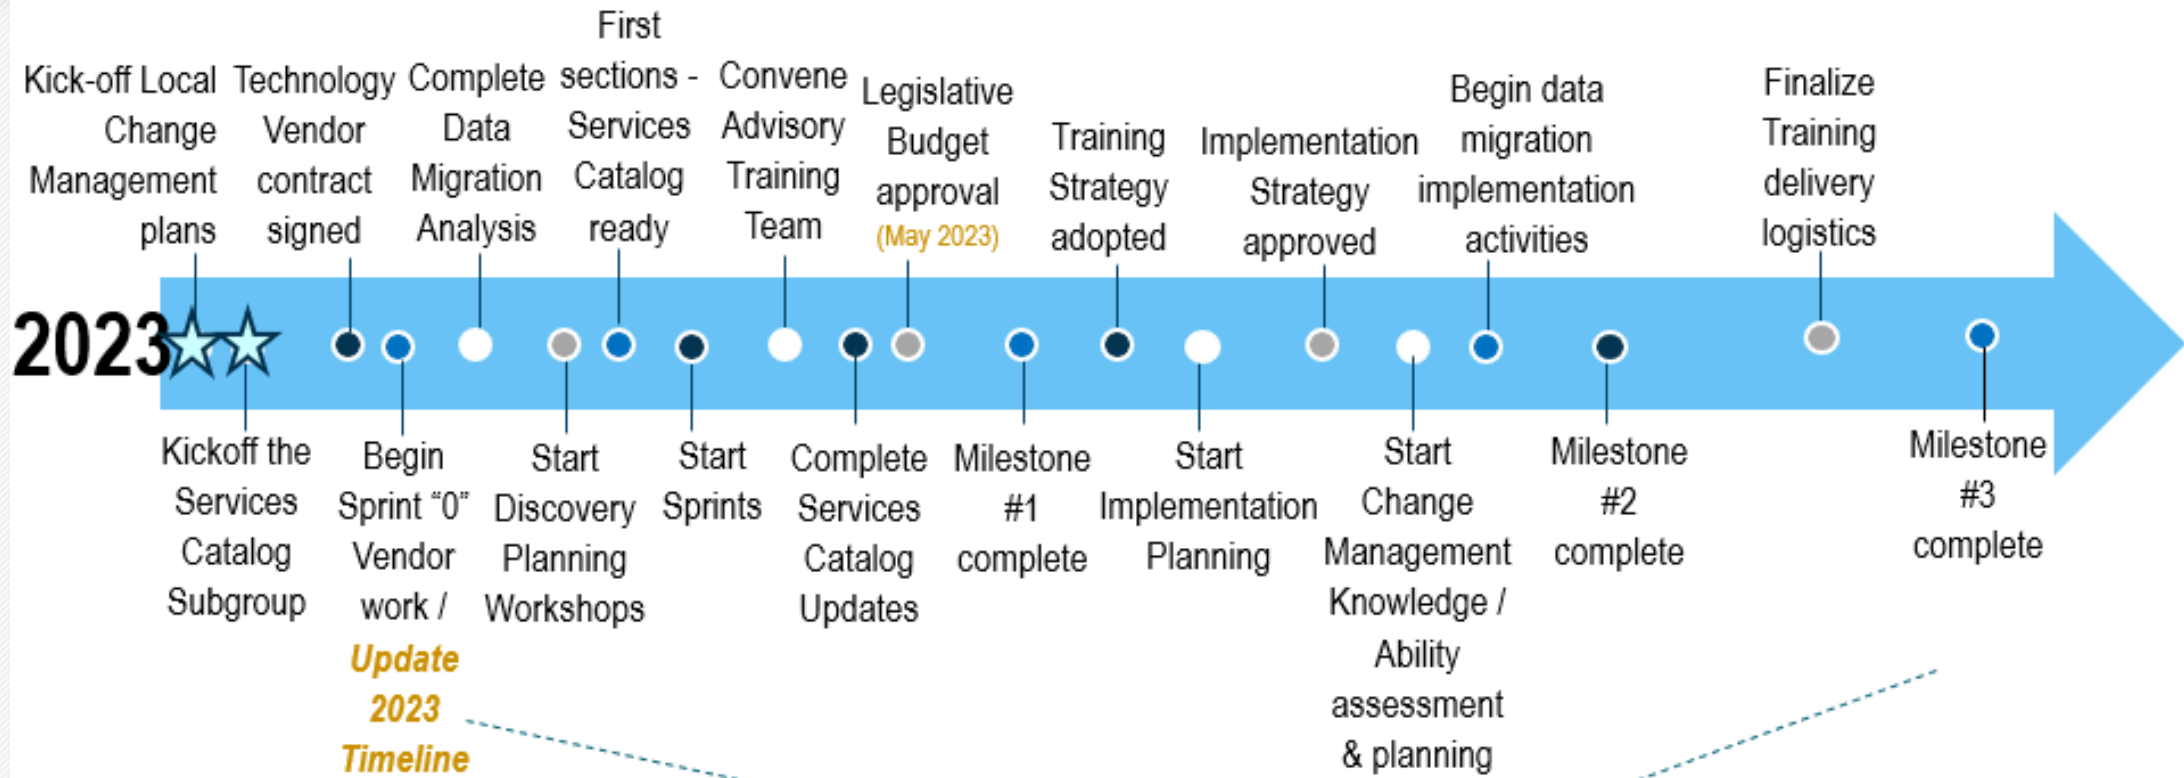 Kick-off Local
Change
Management
plans
Technology
Vendor
contract
signed
Complete
Data
Migration
Analysis
First
sections -
Services
Catalog
ready
Convene
Advisory
Training
Team
Legislative
Budget
approval
(May 2023)
Training
Strategy
adopted
Implementation
Strategy
approved
Begin data
migration
implementation
activities
Finalize
Training
delivery
logistics
2023
Kickoff the
Services
Catalog
Subgroup
Begin
Sprint “0”
Vendor
work /
Update
2023
Timeline
Start
Discovery
Planning
Workshops
Start
Sprints
Complete
Services
Catalog
Updates
Milestone
#1
complete
Start
Implementation
Planning
Start
Change
Management
Knowledge /
Ability
assessment
& planning
Milestone
#2
complete
Milestone
#3
complete